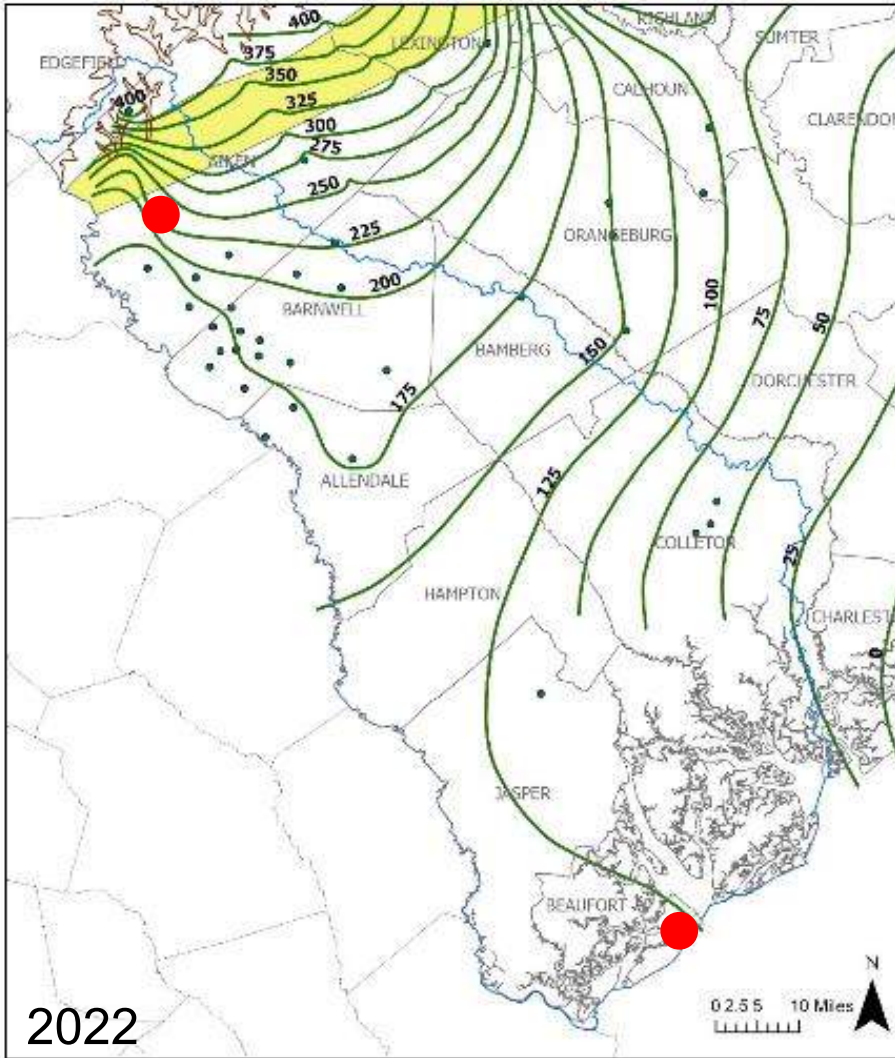 400
RICHLAND
SUMTER
LEXINGTON
375
EDGEFIELD
350
CALHOUN
400
325
CLARENDON
300
275
AIKEN
250
225
ORANGEBURG
200
100
75
50
BARNWELL
BAMBERG
150
DORCHESTER
175
ALLENDALE
125
COLLETON
25
HAMPTON
CHARLEST
0
JASPER
BEAUFORT
N
0 2.5 5 10 Miles
2022